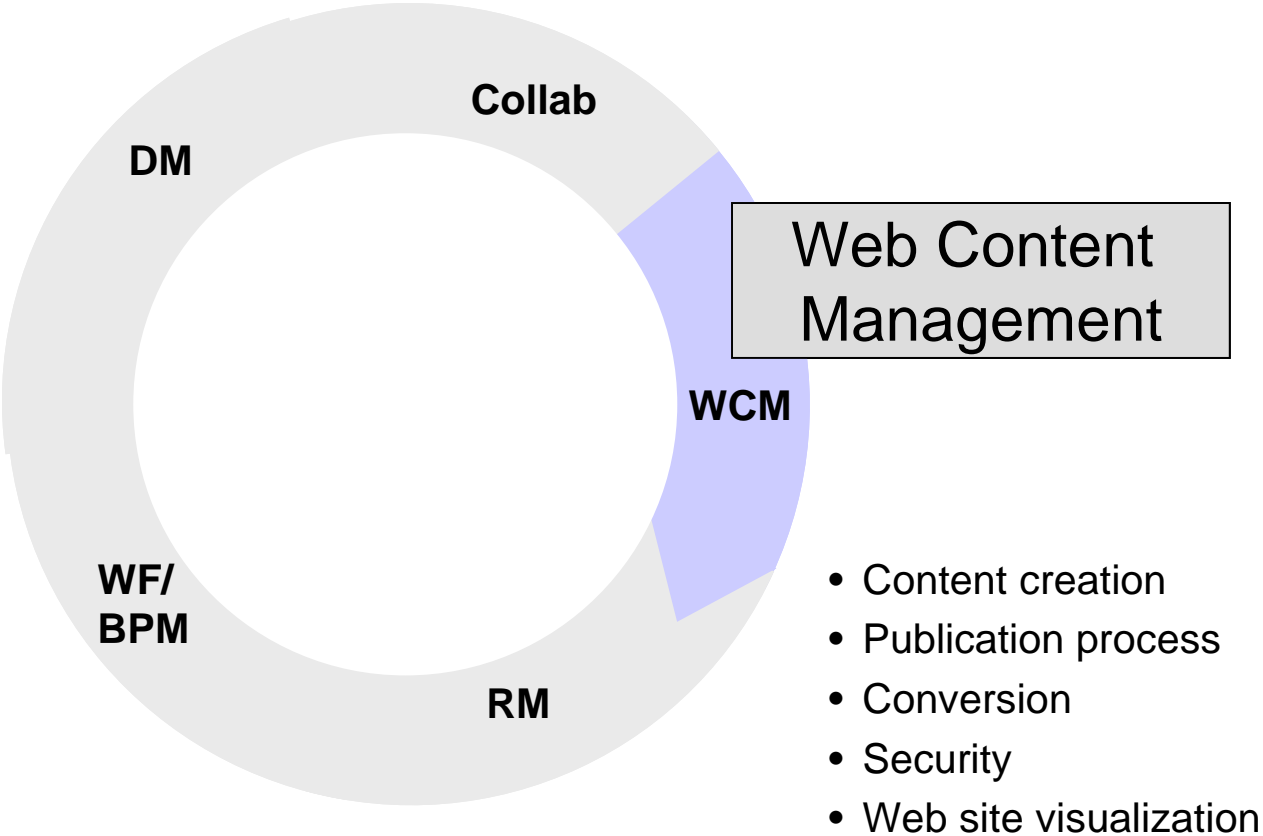 Collab
DM
Web Content
Management
WCM
WF/
BPM
RM
• Content creation
• Publication process
• Conversion
• Security
• Web site visualization